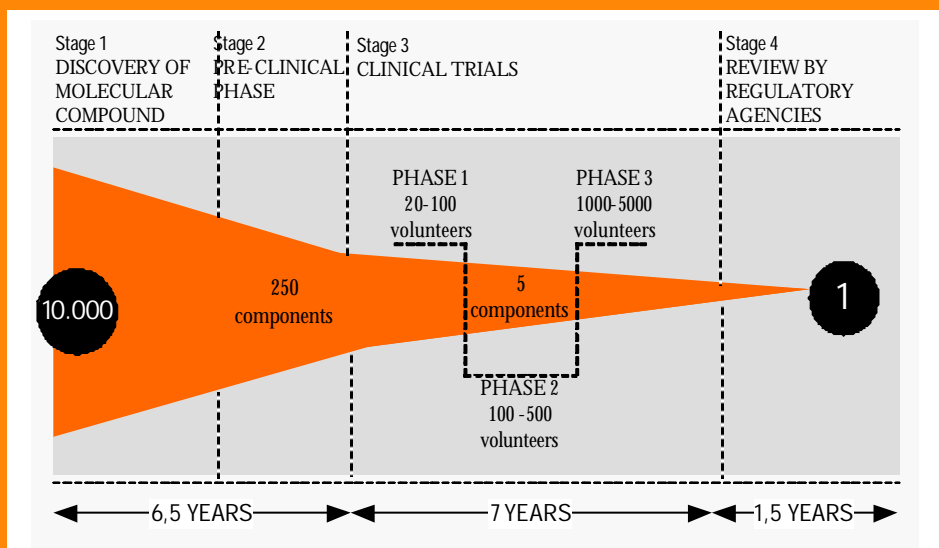 Stage 1
DISCOVERY OF
MOLECULAR
COMPOUND
Stage 2
PRE-CLINICAL
PHASE
Stage 3
CLINICAL TRIALS
Stage 4
REVIEW BY
REGULATORY
AGENCIES
10.000
250
components
PHASE 1
20-100
volunteers
5
components
PHASE 2
100 -500
volunteers
PHASE 3
1000-5000
volunteers
1
6,5 YEARS
7 YEARS
1,5 YEARS